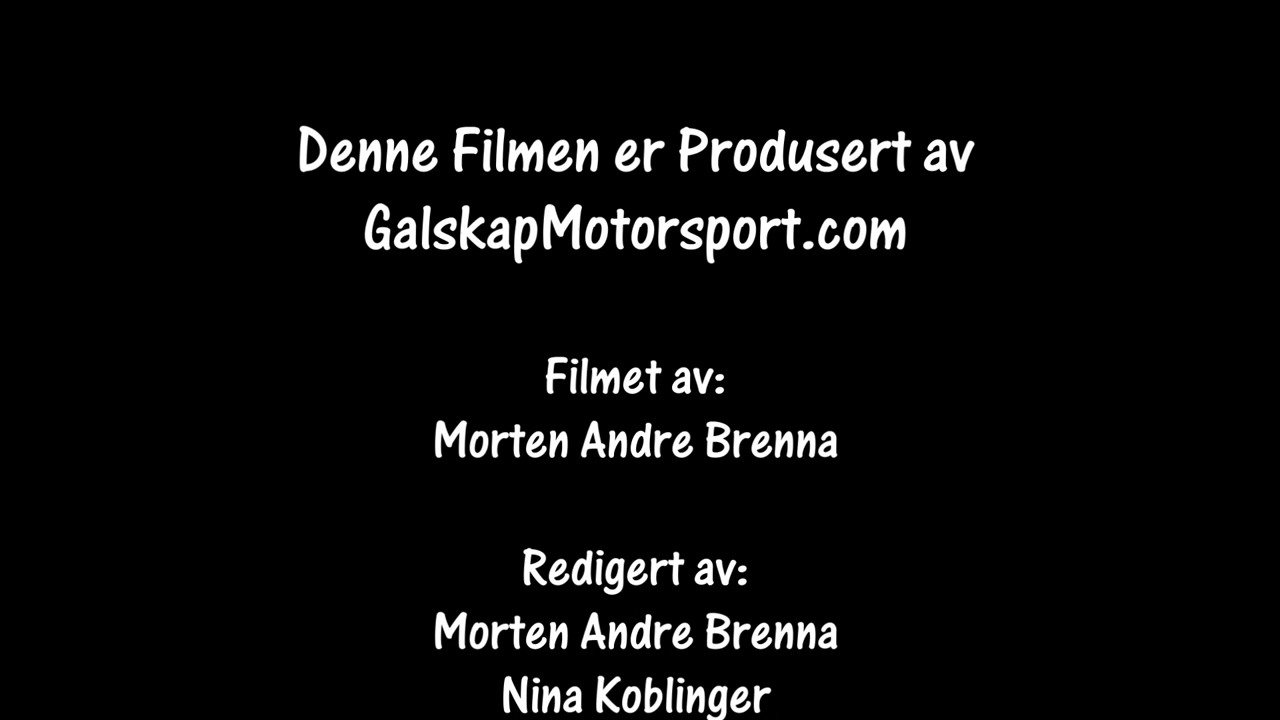 Denne Filmen er Produsert av
GalskapMotorsport.com
Filmet av:
Morten Andre Brenna
Redigert av:
Morten Andre Brenna
Nina Koblinger